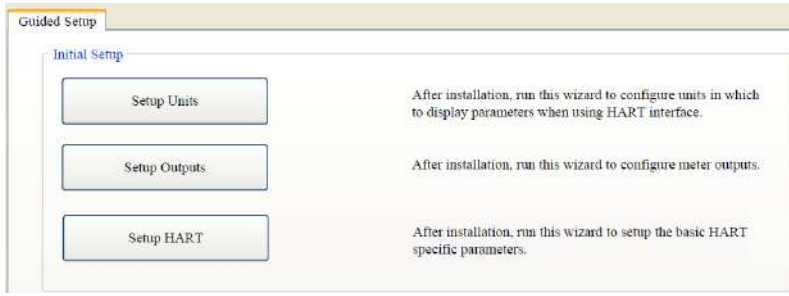 Guided Setup
Initial Setup
Setup Units
After installation, run this wizard to configure units in which
to display parameters when using HART interface.
Setup Outputs
After installation, run this wizard to configure meter outputs.
Setup HART
After installation, run this wizard to setup the basic HART
specific parameters.